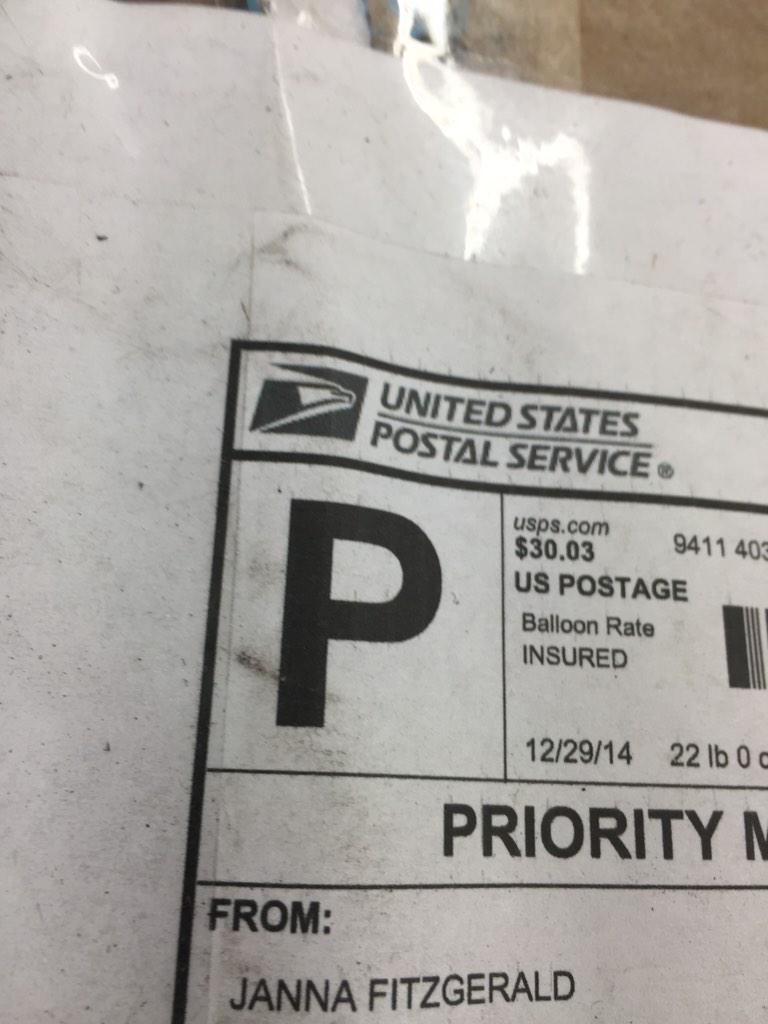 UNITED STATES
POSTAL SERVICE®
P
usps.com
$30.03
US POSTAGE
Balloon Rate
INSURED
9411 403
12/29/14 22 lb 0
PRIORITY M
FROM:
JANNA FITZGERALD